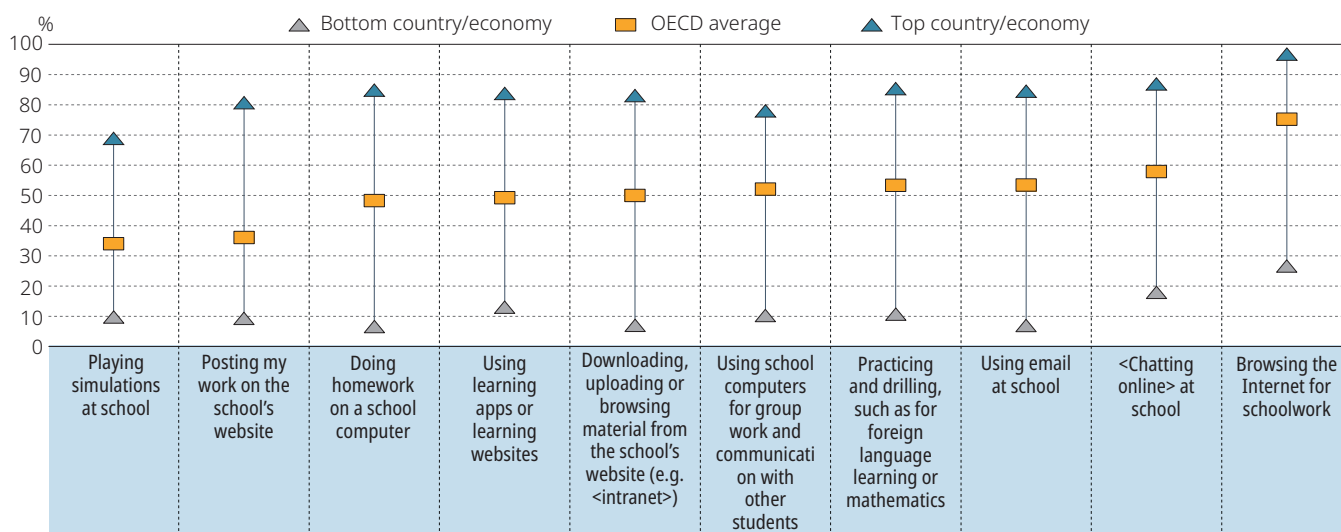 %
Bottom country/economy
OECD average
Top country/economy
100
90
80
70
60
50
40
30
20
10
0
Playing
simulations
at school
Posting my
work on the
school's
website
Doing
homework
on a school
computer
Using
learning
apps or
learning
websites
Downloading,
uploading or
browsing
material from
the school's
website (e.g.
<intranet>)
Using school
computers
for group
work and
communicati
on with
other
students
Practicing
and drilling,
such as for
foreign
language
learning or
mathematics
Using email
at school
<Chatting
online> at
school
Browsing the
Internet for
schoolwork